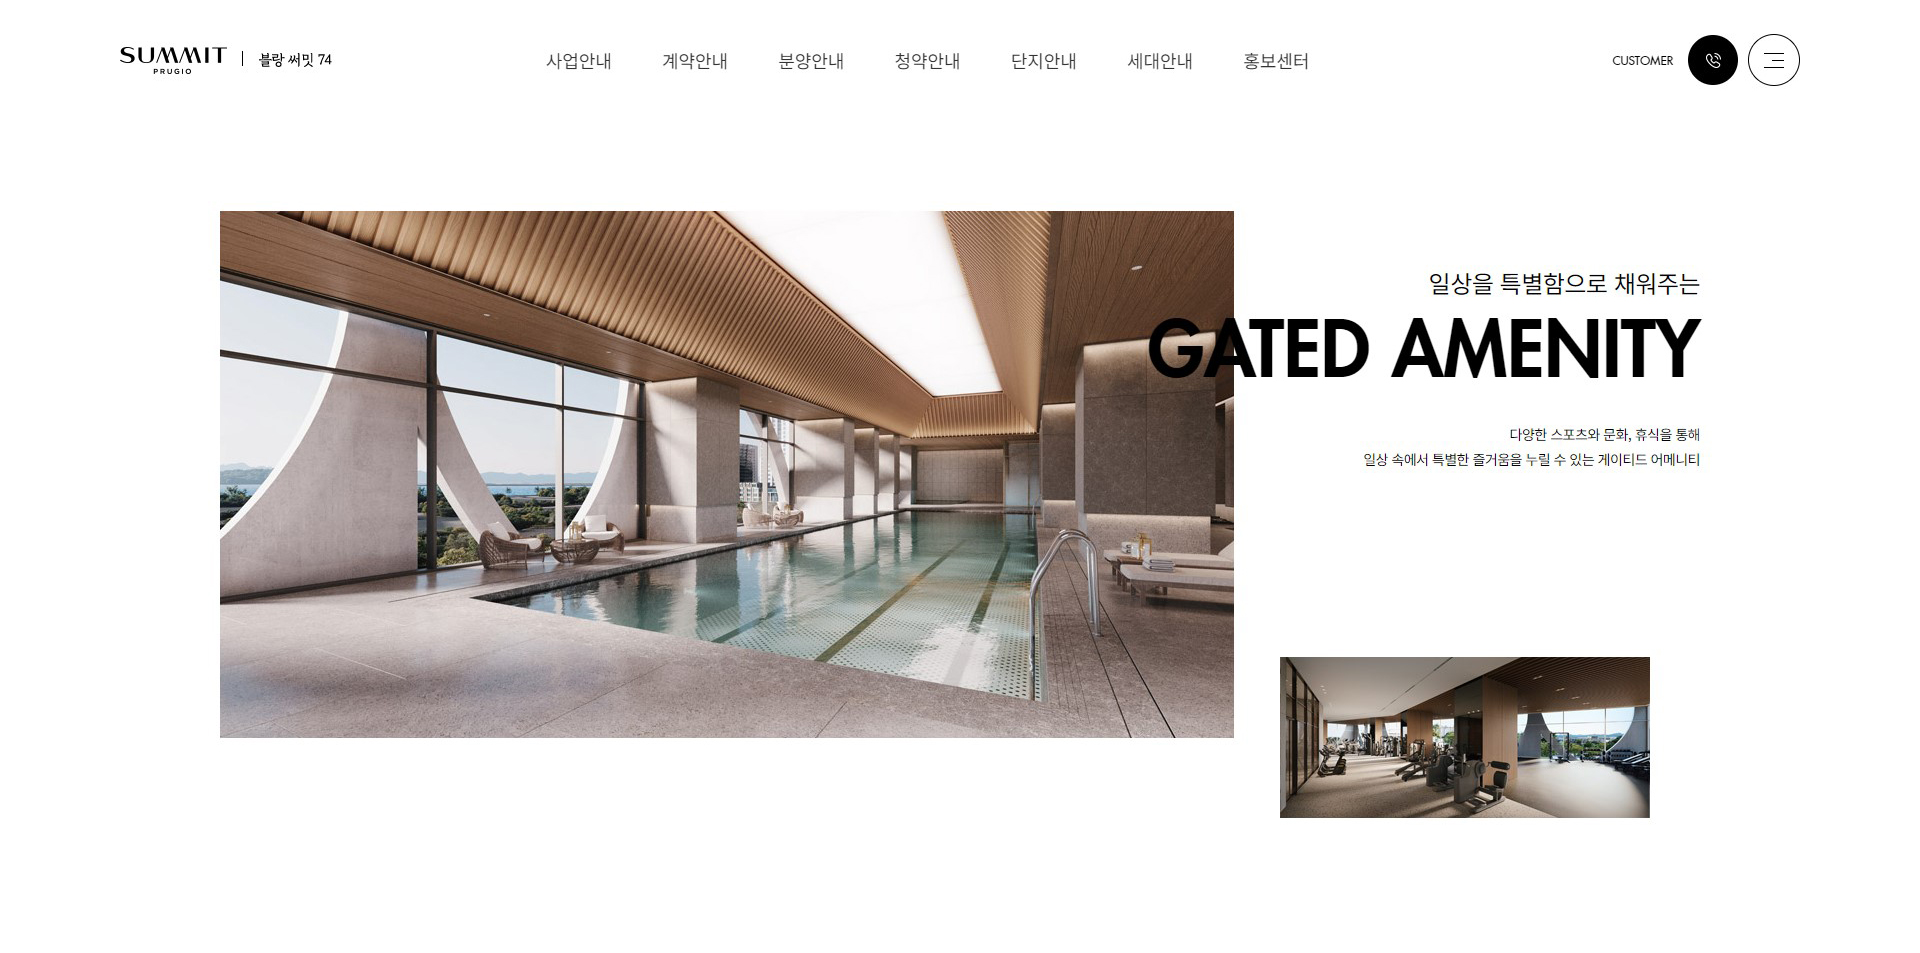 SUMMIT
PRUGIO
블랑 써밋 74
사업안내
계약안내
분양안내
청약안내
단지안내
세대안내
홍보센터
CUSTOMER
일상을 특별함으로 채워주는
GATED AMENITY
다양한 스포츠와 문화, 휴식을 통해
일상 속에서 특별한 즐거움을 누릴 수 있는 게이티드 어메니티